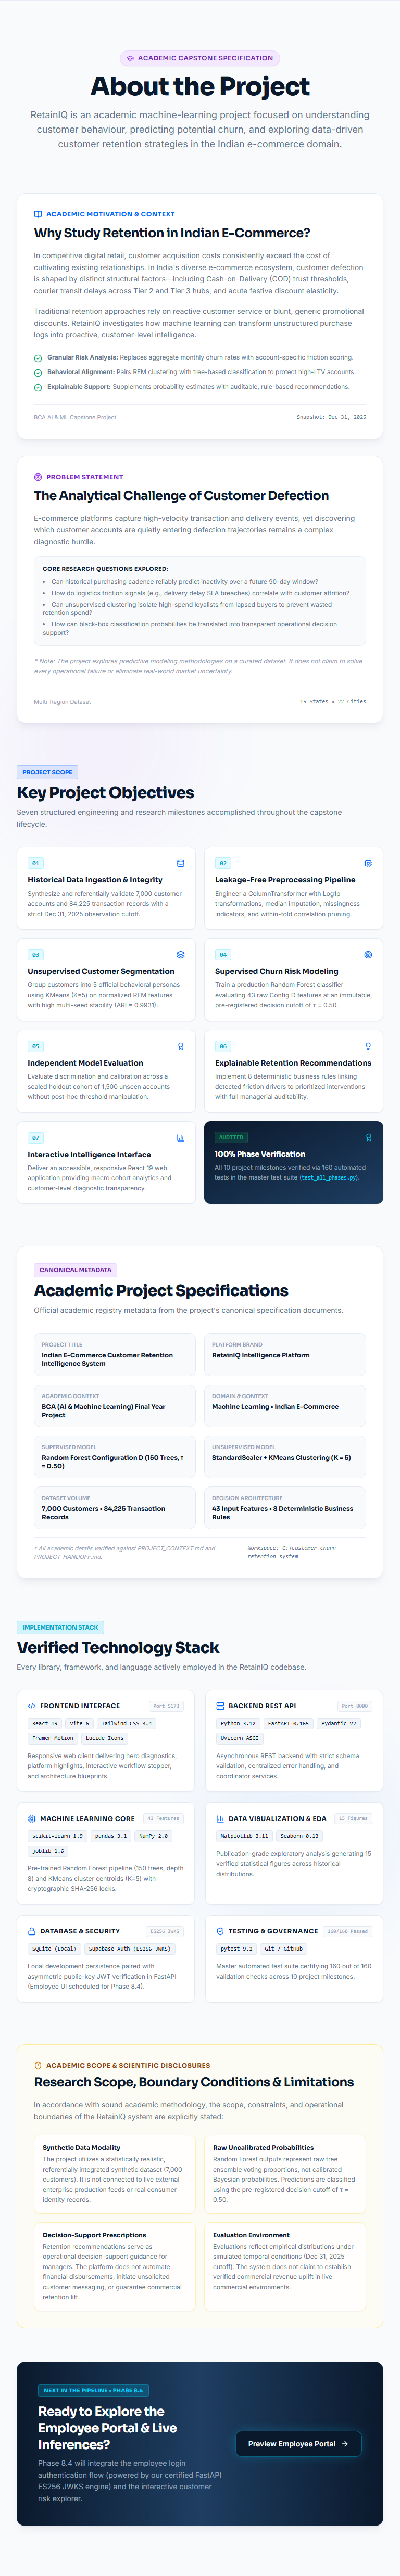 ACADEMIC CAPSTONE SPECIFICATION
About the Project
RetainIQ is an academic machine-learning project focused on understanding
customer behaviour, predicting potential churn, and exploring data-driven
customer retention strategies in the Indian e-commerce domain.
ACADEMIC MOTIVATION & CONTEXT
Why Study Retention in Indian E-Commerce?
In competitive digital retail, customer acquisition costs consistently exceed the cost of
cultivating existing relationships. In India's diverse e-commerce ecosystem, customer defection
is shaped by distinct structural factors—including Cash-on-Delivery (COD) trust thresholds,
courier transit delays across Tier 2 and Tier 3 hubs, and acute festive discount elasticity.
Traditional retention approaches rely on reactive customer service or blunt, generic promotional
discounts. RetainIQ investigates how machine learning can transform unstructured purchase
logs into proactive, customer-level intelligence.
Granular Risk Analysis: Replaces aggregate monthly churn rates with account-specific friction scoring.
Behavioral Alignment: Pairs RFM clustering with tree-based classification to protect high-LTV accounts.
Explainable Support: Supplements probability estimates with auditable, rule-based recommendations.
BCA AI & ML Capstone Project
Snapshot: Dec 31, 2025
PROBLEM STATEMENT
The Analytical Challenge of Customer Defection
E-commerce platforms capture high-velocity transaction and delivery events, yet discovering
which customer accounts are quietly entering defection trajectories remains a complex
diagnostic hurdle.
CORE RESEARCH QUESTIONS EXPLORED:
• Can historical purchasing cadence reliably predict inactivity over a future 90-day window?
• How do logistics friction signals (e.g., delivery delay SLA breaches) correlate with customer attrition?
• Can unsupervised clustering isolate high-spend loyalists from lapsed buyers to prevent wasted
retention spend?
• How can black-box classification probabilities be translated into transparent operational decision
support?
* Note: The project explores predictive modeling methodologies on a curated dataset. It does not claim to solve
every operational failure or eliminate real-world market uncertainty.
Multi-Region Dataset
15 States • 22 Cities
PROJECT SCOPE
Key Project Objectives
Seven structured engineering and research milestones accomplished throughout the capstone
lifecycle.
01
Historical Data Ingestion & Integrity
Synthesize and referentially validate 7,000 customer
accounts and 84,225 transaction records with a
strict Dec 31, 2025 observation cutoff.
02
Leakage-Free Preprocessing Pipeline
Engineer a ColumnTransformer with Log1p
transformations, median imputation, missingness
indicators, and within-fold correlation pruning.
03
Unsupervised Customer Segmentation
Group customers into 5 official behavioral personas
using KMeans (K=5) on normalized RFM features
with high multi-seed stability (ARI = 0.9931).
04
Supervised Churn Risk Modeling
Train a production Random Forest classifier
evaluating 43 raw Config D features at an immutable,
pre-registered decision cutoff of τ = 0.50.
05
Independent Model Evaluation
Evaluate discrimination and calibration across a
sealed holdout cohort of 1,500 unseen accounts
without post-hoc threshold manipulation.
06
Explainable Retention Recommendations
Implement 8 deterministic business rules linking
detected friction drivers to prioritized interventions
with full managerial auditability.
07
Interactive Intelligence Interface
Deliver an accessible, responsive React 19 web
application providing macro cohort analytics and
customer-level diagnostic transparency.
AUDITED
100% Phase Verification
All 10 project milestones verified via 160 automated
tests in the master test suite (test_all_phases.py).
CANONICAL METADATA
Academic Project Specifications
Official academic registry metadata from the project's canonical specification documents.
PROJECT TITLE
Indian E-Commerce Customer Retention
Intelligence System
PLATFORM BRAND
RetainIQ Intelligence Platform
ACADEMIC CONTEXT
BCA (AI & Machine Learning) Final Year
Project
DOMAIN & CONTEXT
Machine Learning • Indian E-Commerce
SUPERVISED MODEL
Random Forest Configuration D (150 Trees, τ
= 0.50)
UNSUPERVISED MODEL
StandardScaler + KMeans Clustering (K = 5)
DATASET VOLUME
7,000 Customers • 84,225 Transaction
Records
DECISION ARCHITECTURE
43 Input Features • 8 Deterministic Business
Rules
* All academic details verified against PROJECT_CONTEXT.md and
PROJECT_HANDOFF.md.
Workspace: C:\customer churn
retention system
IMPLEMENTATION STACK
Verified Technology Stack
Every library, framework, and language actively employed in the RetainIQ codebase.
FRONTEND INTERFACE
Port 5173
React 19 Vite 6 Tailwind CSS 3.4
Framer Motion Lucide Icons
Responsive web client delivering hero diagnostics,
platform highlights, interactive workflow stepper,
and architecture blueprints.
BACKEND REST API
Port 8000
Python 3.12 FastAPI 0.165 Pydantic v2
Uvicorn ASGI
Asynchronous REST backend with strict schema
validation, centralized error handling, and
coordinator services.
MACHINE LEARNING CORE
43 Features
scikit-learn 1.9 pandas 3.1 NumPy 2.0
joblib 1.6
Pre-trained Random Forest pipeline (150 trees, depth
8) and KMeans cluster centroids (K=5) with
cryptographic SHA-256 locks.
DATA VISUALIZATION & EDA
15 Figures
Matplotlib 3.11 Seaborn 0.13
Publication-grade exploratory analysis generating 15
verified statistical figures across historical
distributions.
DATABASE & SECURITY
ES256 JWKS
SQLite (Local) Supabase Auth (ES256 JWKS)
Local development persistence paired with
asymmetric public-key JWT verification in FastAPI
(Employee UI scheduled for Phase 8.4).
TESTING & GOVERNANCE
160/160 Passed
pytest 9.2 Git / GitHub
Master automated test suite certifying 160 out of 160
validation checks across 10 project milestones.
ACADEMIC SCOPE & SCIENTIFIC DISCLOSURES
Research Scope, Boundary Conditions & Limitations
In accordance with sound academic methodology, the scope, constraints, and operational
boundaries of the RetainIQ system are explicitly stated:
Synthetic Data Modality
The project utilizes a statistically realistic,
referentially integrated synthetic dataset (7,000
customers). It is not connected to live external
enterprise production feeds or real consumer
identity records.
Raw Uncalibrated Probabilities
Random Forest outputs represent raw tree
ensemble voting proportions, not calibrated
Bayesian probabilities. Predictions are classified
using the pre-registered decision cutoff of τ =
0.50.
Decision-Support Prescriptions
Retention recommendations serve as
operational decision-support guidance for
managers. The platform does not automate
financial disbursements, initiate unsolicited
customer messaging, or guarantee commercial
retention lift.
Evaluation Environment
Evaluations reflect empirical distributions under
simulated temporal conditions (Dec 31, 2025
cutoff). The system does not claim to establish
verified commercial revenue uplift in live
commercial environments.
NEXT IN THE PIPELINE • PHASE 8.4
Ready to Explore the
Employee Portal & Live
Inferences?
Phase 8.4 will integrate the employee login
authentication flow (powered by our certified FastAPI
ES256 JWKS engine) and the interactive customer
risk explorer.
Preview Employee Portal →